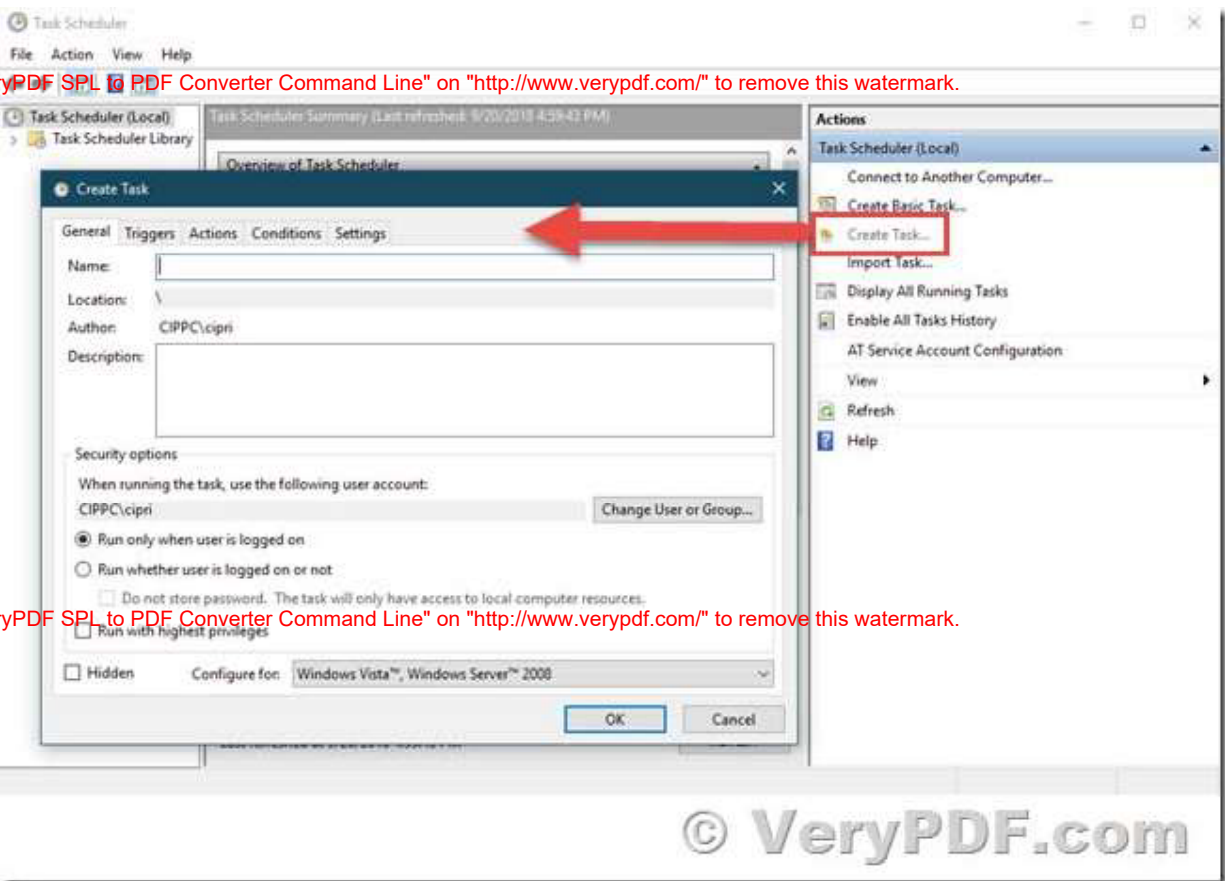 Task Scheduler
File Action View Help
yPDF SPL to PDF Converter Command Line" on "http://www.verypdf.com/" to remove this watermark.
Task Scheduler (Local)
Task Scheduler Library
Task Scheduler Summary (Last refreshed: 9/20/2018 4:59:43 PM)
Overview of Task Scheduler
Create Task
General Triggers Actions Conditions Settings
Name:
Location: \
Author: CIPPC\cipri
Description:
Security options
When running the task, use the following user account:
CIPPC\cipri
Change User or Group...
Run only when user is logged on
Run whether user is logged on or not
Do not store password. The task will only have access to local computer resources.
yPDF SPL to PDF Converter Command Line" on "http://www.verypdf.com/" to remove this watermark.
Run with highest privileges
Hidden
Configure for: Windows Vista™, Windows Server™ 2008
OK Cancel
Actions
Task Scheduler (Local)
Connect to Another Computer...
Create Basic Task...
Create Task...
Import Task...
Display All Running Tasks
Enable All Tasks History
AT Service Account Configuration
View
Refresh
Help
© VeryPDF.com